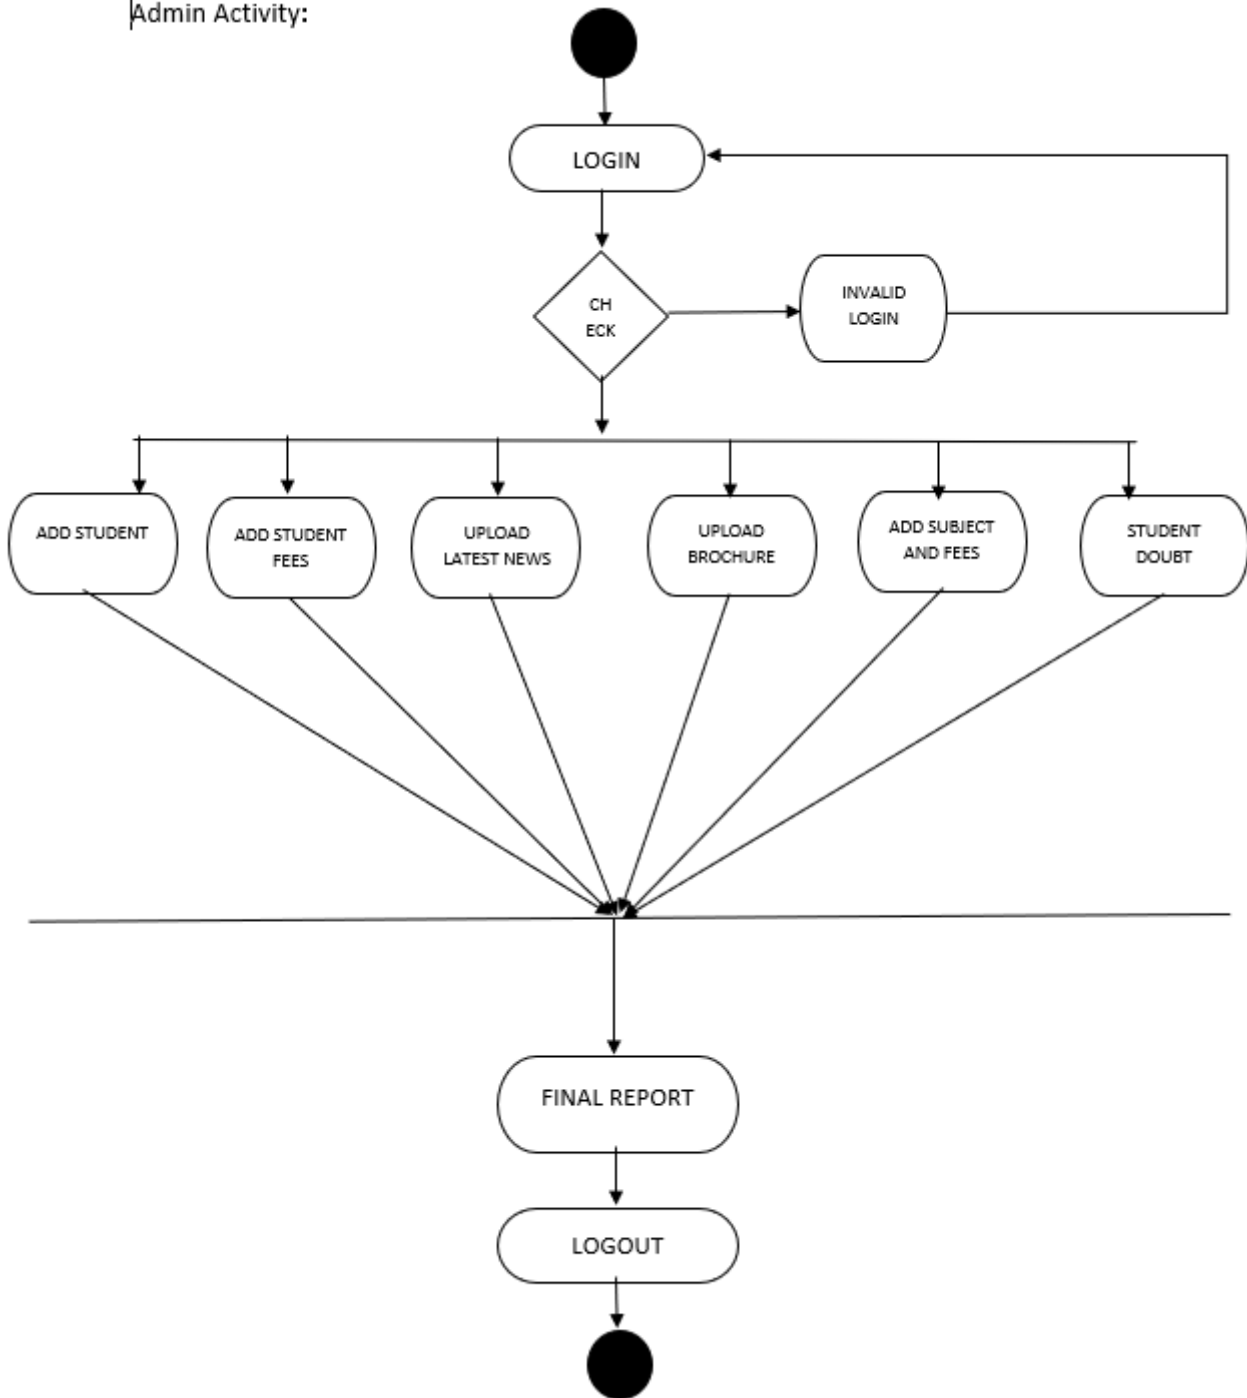 Admin Activity:
LOGIN
CH
ECK
INVALID
LOGIN
ADD STUDENT
ADD STUDENT
FEES
UPLOAD
LATEST NEWS
UPLOAD
BROCHURE
ADD SUBJECT
AND FEES
STUDENT
DOUBT
FINAL REPORT
LOGOUT